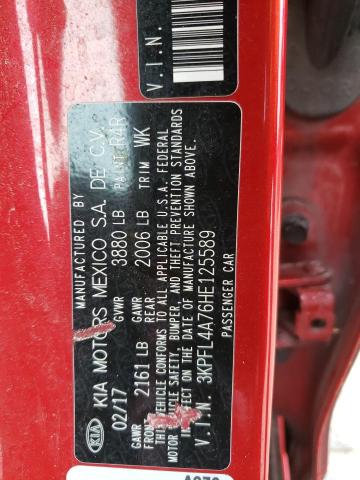 MANUFACTURED BY
KIA KIA MOTORS MEXICO S.A. DE C.V.
02/17 GVWR 3880 LB PAINT R4R
GAWR FRONT 2161 LB GAWR REAR 2006 LB TRIM WK
THIS VEHICLE CONFORMS TO ALL APPLICABLE U.S.A. FEDERAL
MOTOR VEHICLE SAFETY, BUMPER, AND THEFT PREVENTION STANDARDS
IN EFFECT ON THE DATE OF MANUFACTURE SHOWN ABOVE.
V.I.N. 3KPFL4A76HE125589
PASSENGER CAR
V.I.N.